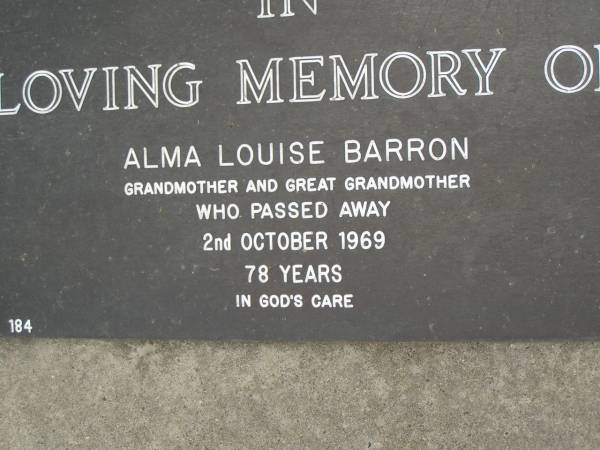 IN
LOVING MEMORY OF
ALMA LOUISE BARRON
GRANDMOTHER AND GREAT GRANDMOTHER
WHO PASSED AWAY
2nd OCTOBER 1969
78 YEARS
IN GOD'S CARE
184